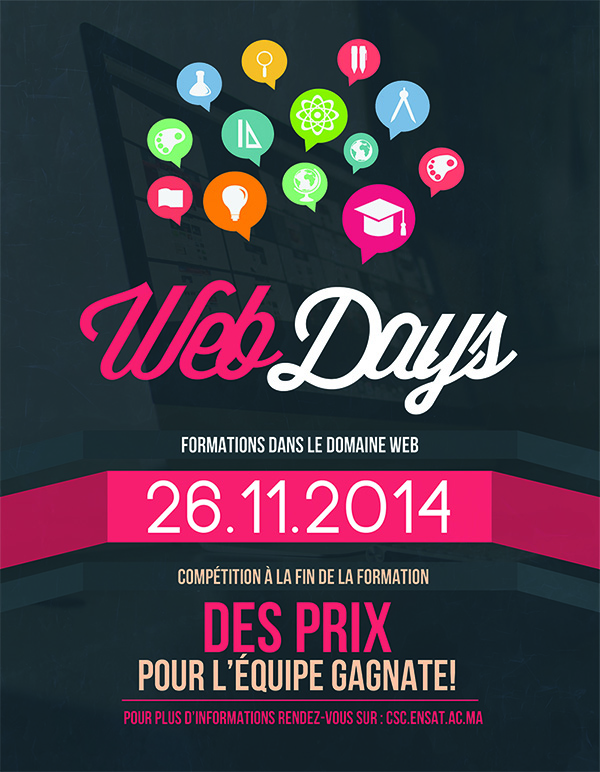 Web Days
FORMATIONS DANS LE DOMAINE WEB
26.11.2014
COMPÉTITION À LA FIN DE LA FORMATION
DES PRIX
POUR L'ÉQUIPE GAGNATE!
POUR PLUS D'INFORMATIONS RENDEZ-VOUS SUR : CSC.ENSAT.AC.MA